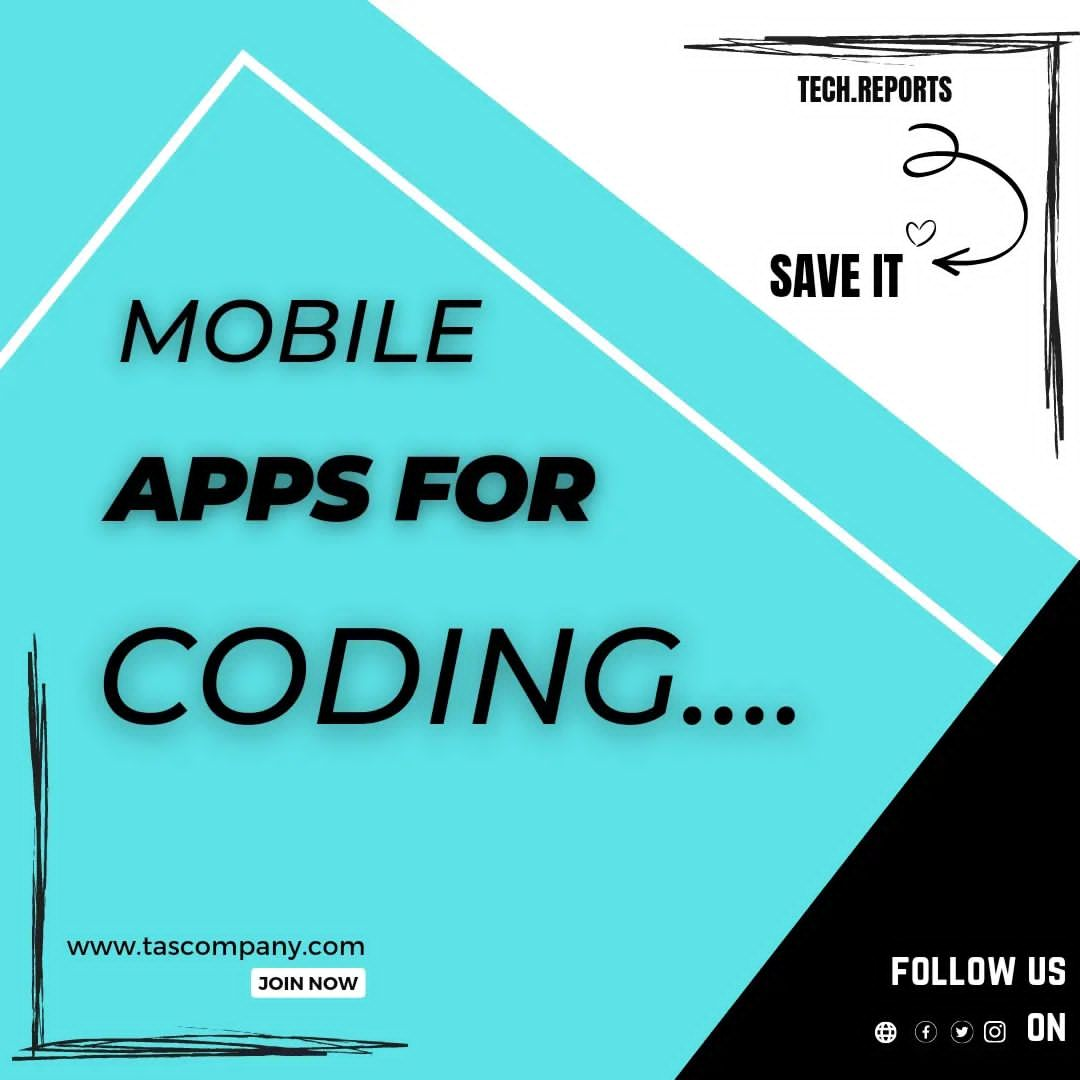 TECH.REPORTS
SAVE IT
MOBILE
APPS FOR
CODING....
www.tascompany.com
JOIN NOW
FOLLOW US
ON